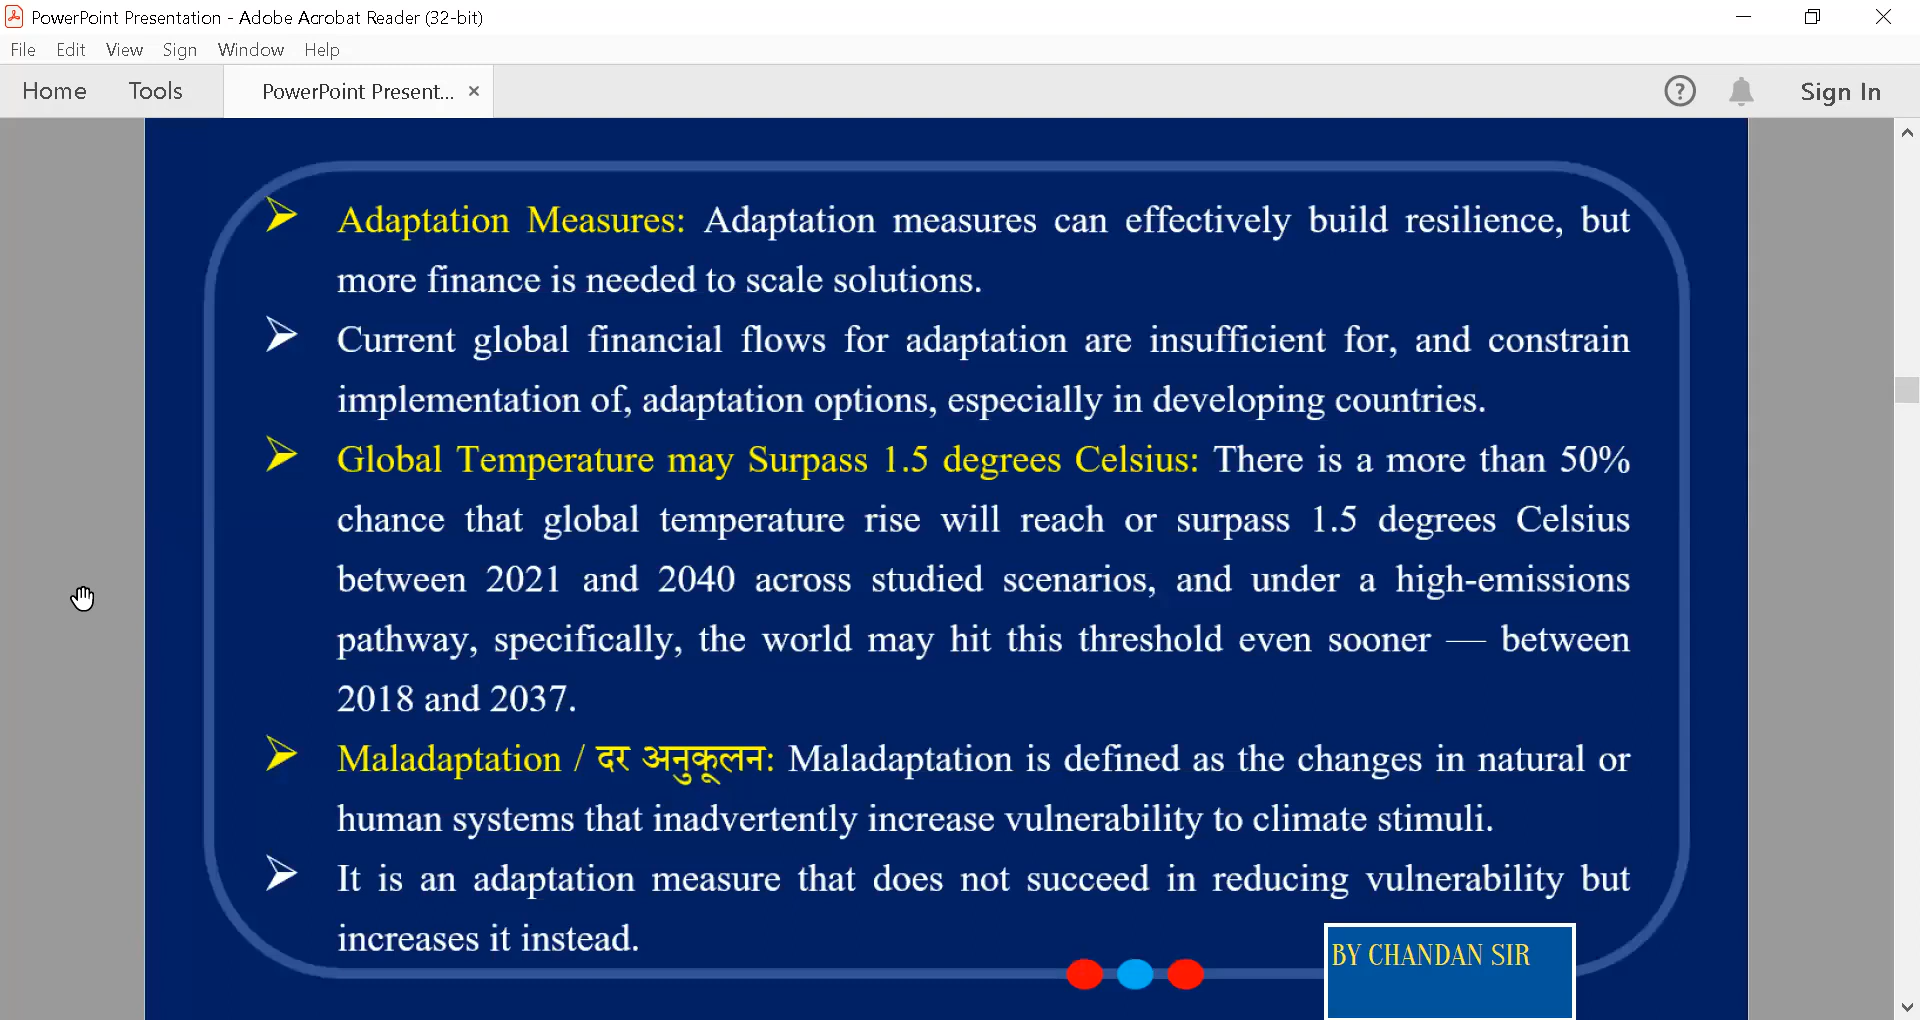 PowerPoint Presentation - Adobe Acrobat Reader (32-bit)
File Edit View Sign Window Help
Home Tools PowerPoint Present... × ? Sign In
Adaptation Measures: Adaptation measures can effectively build resilience, but
more finance is needed to scale solutions.
Current global financial flows for adaptation are insufficient for, and constrain
implementation of, adaptation options, especially in developing countries.
Global Temperature may Surpass 1.5 degrees Celsius: There is a more than 50%
chance that global temperature rise will reach or surpass 1.5 degrees Celsius
between 2021 and 2040 across studied scenarios, and under a high-emissions
pathway, specifically, the world may hit this threshold even sooner — between
2018 and 2037.
Maladaptation / दर अनुकूलन: Maladaptation is defined as the changes in natural or
human systems that inadvertently increase vulnerability to climate stimuli.
It is an adaptation measure that does not succeed in reducing vulnerability but
increases it instead.
BY CHANDAN SIR